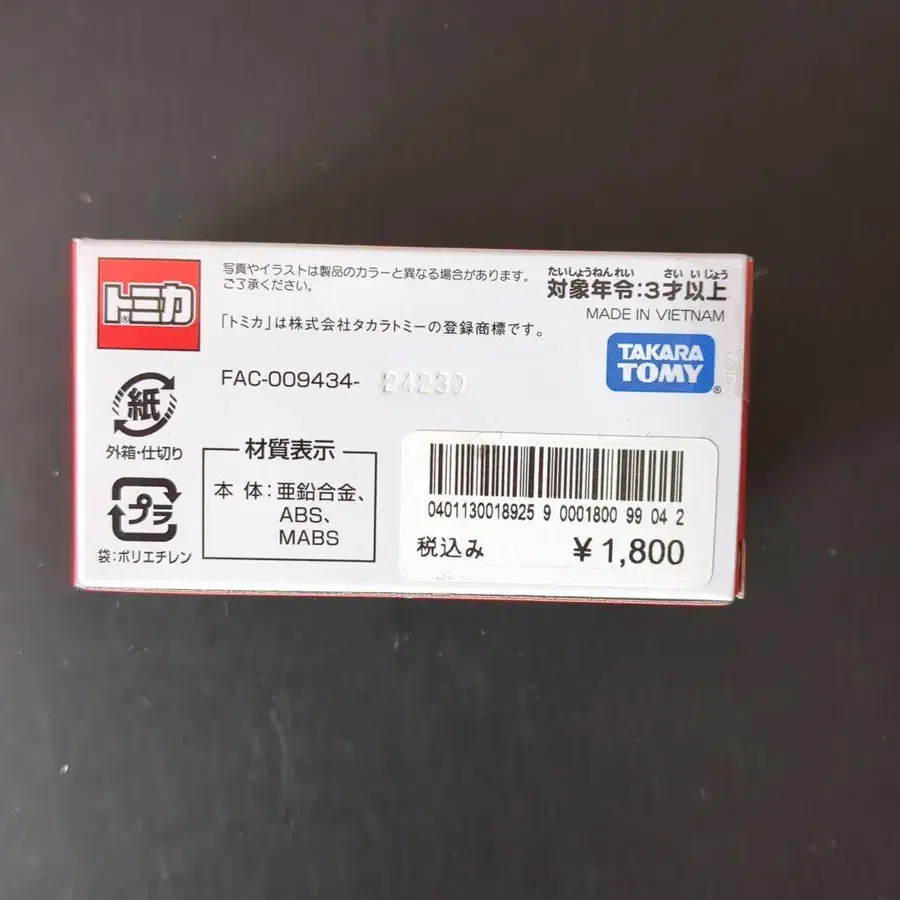 トミカ®
写真やイラストは製品のカラーと異なる場合があります。
ご了承ください。
「トミカ」は株式会社タカラトミーの登録商標です。
たいしょうねんれい さい いじょう
対象年令:3才以上
MADE IN VIETNAM
TAKARA
TOMY®
FAC-009434- 24239
紙
外箱・仕切り
プラ
袋:ポリエチレン
材質表示
本 体:亜鉛合金、
ABS、
MABS
0401130018925 9 0001800 99 04 2
税込み ¥1,800